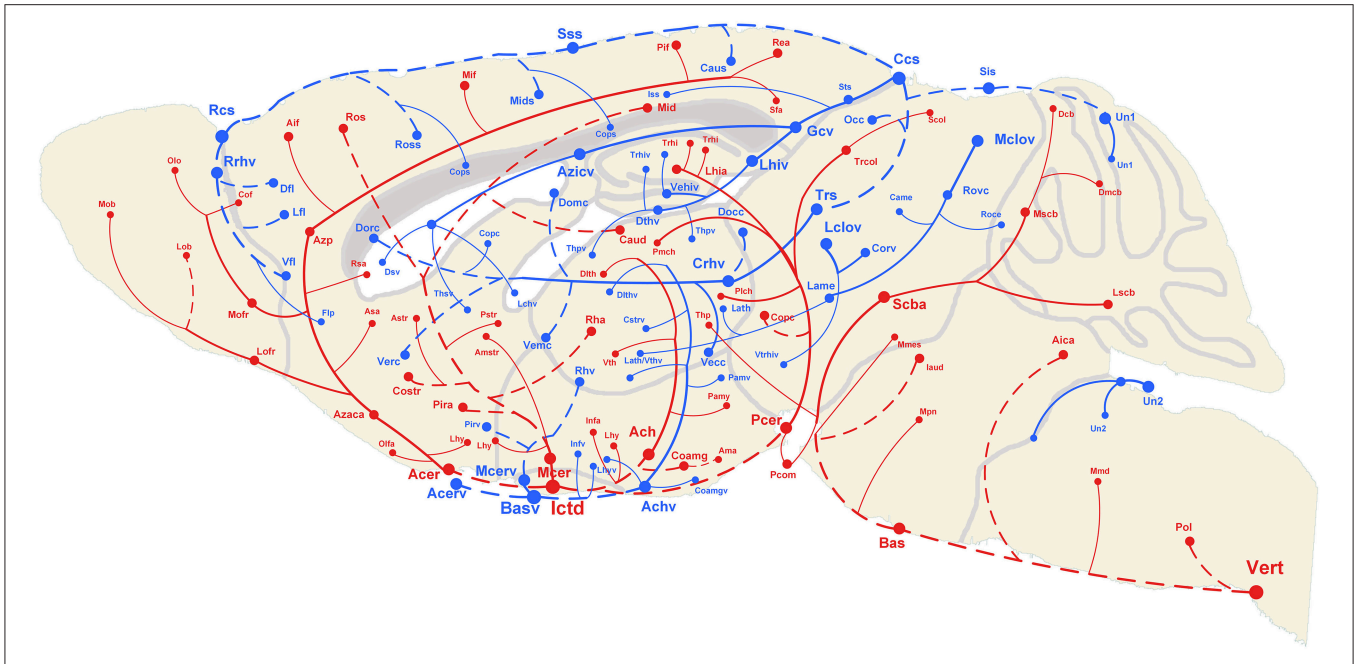 Sss
Pif
Rea
Ccs
Caus
Sis
Mif
Mids
Iss
Sts
Mid
Sfa
Rcs
Aif
Ros
Ross
Cops
Occ
Scol
Dcb
Un1
Mclov
Gcv
Olo
Rrhv
Cops
Azicv
Trhi
Trhi
Trhiv
Lhia
Lhiv
Trcol
Un1
Dfl
Cof
Vehiv
Rovc
Dmcb
Mob
Lfl
Domc
Dthv
Docc
Trs
Came
Roce
Mscb
Lob
Azp
Dorc
Copc
Caud
Thpv
Thpv
Pmch
Lclov
Corv
Vfl
Rsa
Dsv
Dlth
Crhv
Mofr
Flp
Thsv
Lchv
Dlthv
Plch
Lath
Lame
Scba
Lscb
Asa
Astr
Pstr
Rha
Cstrv
Thp
Copc
Lofr
Verc
Amstr
Vemc
Vth
Lath/Vthv
Vecc
Vtrhiv
Mmes
Iaud
Aica
Costr
Rhv
Pamv
Un2
Azaca
Pira
Pamy
Pirv
Infa
Lhy
Ach
Pcer
Mpn
Un2
Olfa
Lhy
Lhy
Infv
Coamg
Ama
Acer
Mcerv
Mcer
Lhyv
Pcom
Mmd
Acerv
Basv
Ictd
Achv
Coamgv
Bas
Pol
Vert